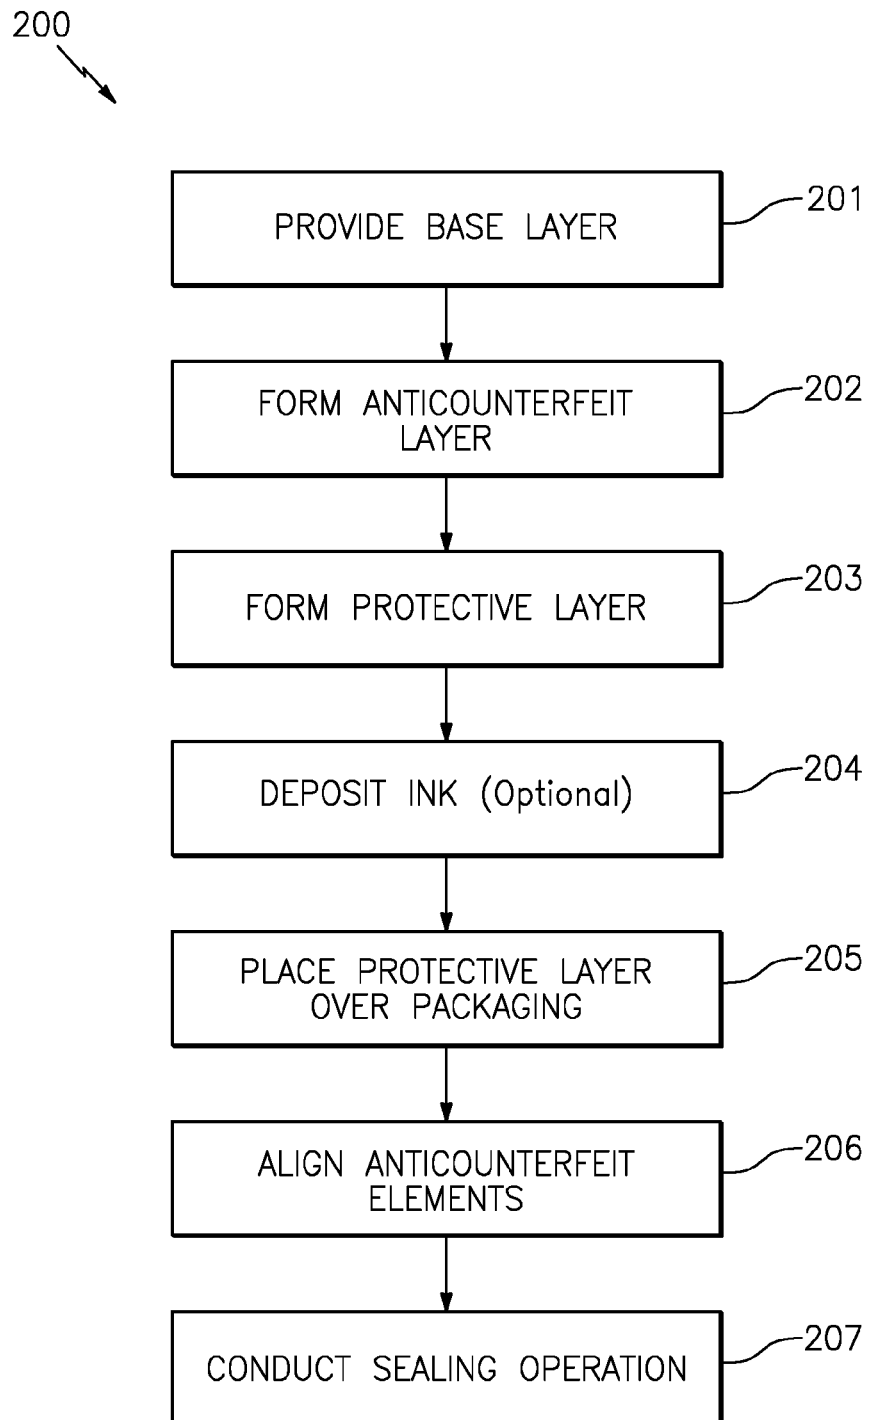 200
PROVIDE BASE LAYER
201
FORM ANTICOUNTERFEIT
LAYER
202
FORM PROTECTIVE LAYER
203
DEPOSIT INK (Optional)
204
PLACE PROTECTIVE LAYER
OVER PACKAGING
205
ALIGN ANTICOUNTERFEIT
ELEMENTS
206
CONDUCT SEALING OPERATION
207